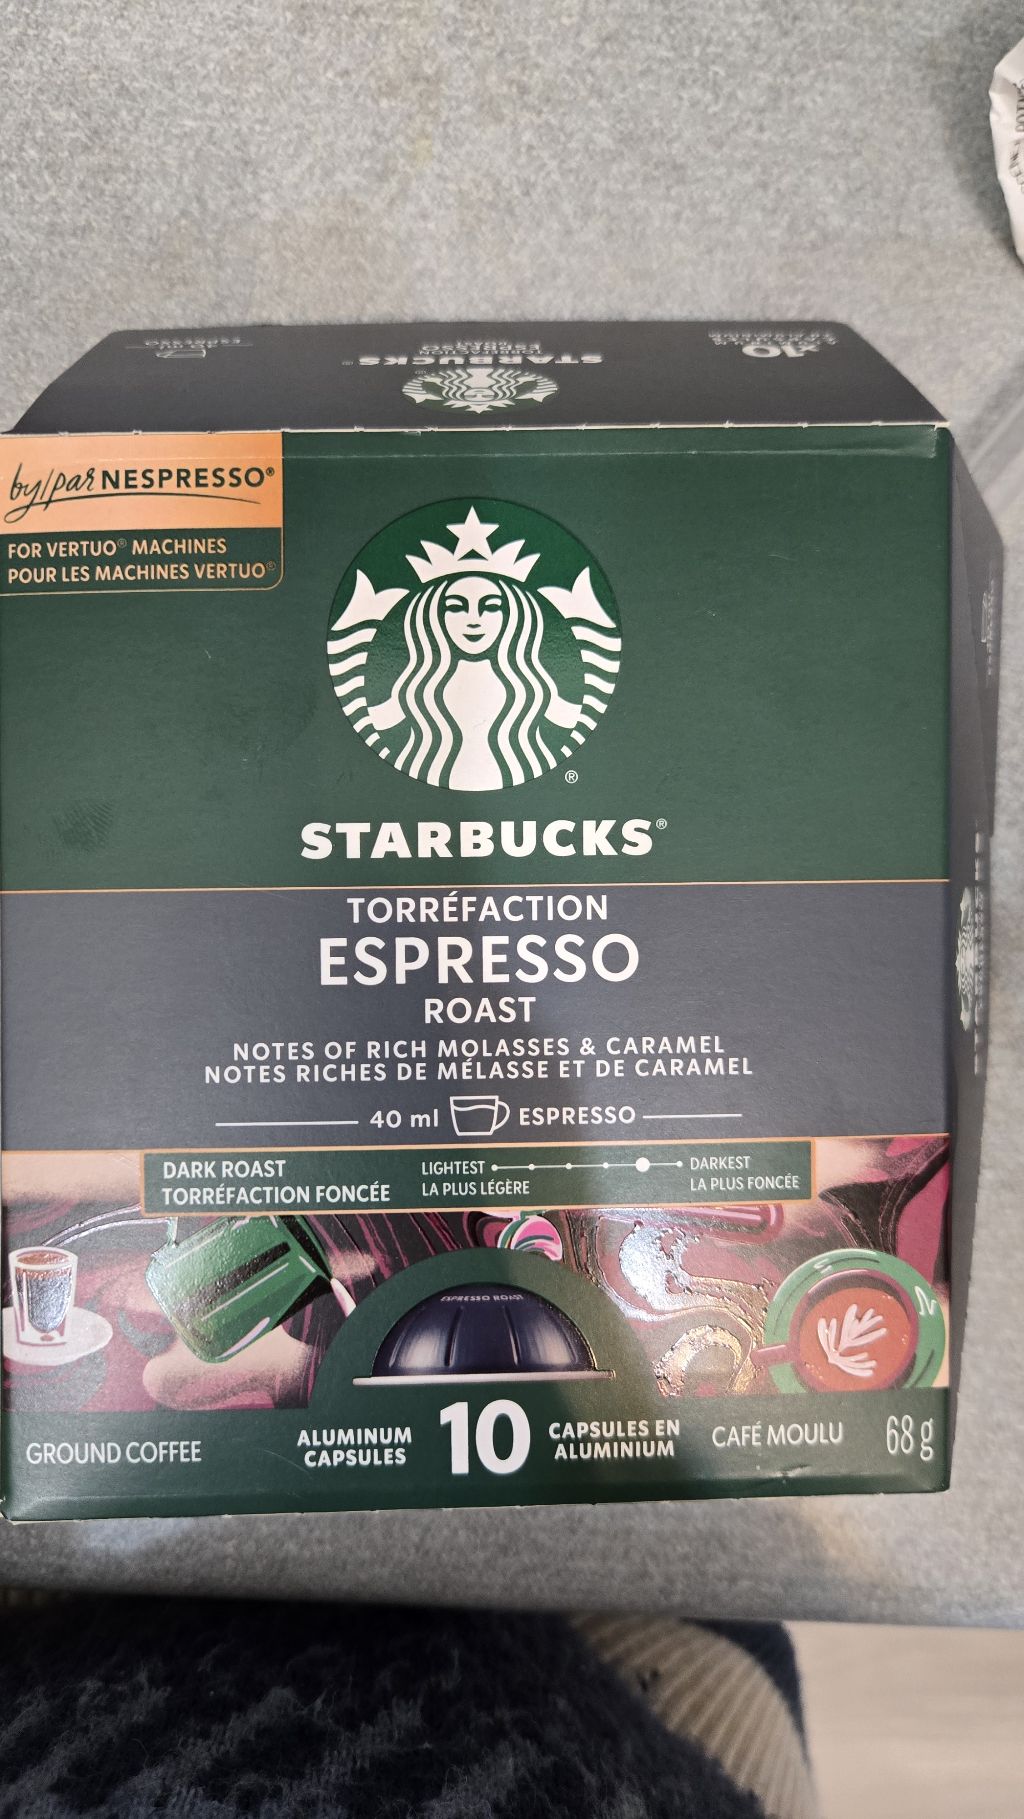 STARBUCKS®
by/par NESPRESSO®
FOR VERTUO® MACHINES
POUR LES MACHINES VERTUO®
®
STARBUCKS®
TORRÉFACTION
ESPRESSO
ROAST
NOTES OF RICH MOLASSES & CARAMEL
NOTES RICHES DE MÉLASSE ET DE CARAMEL
40 ml ESPRESSO
DARK ROAST
TORRÉFACTION FONCÉE
LIGHTEST DARKEST
LA PLUS LÉGÈRE LA PLUS FONCÉE
ESPRESSO ROAST
GROUND COFFEE
ALUMINUM
CAPSULES
10
CAPSULES EN
ALUMINIUM
CAFÉ MOULU
68 g